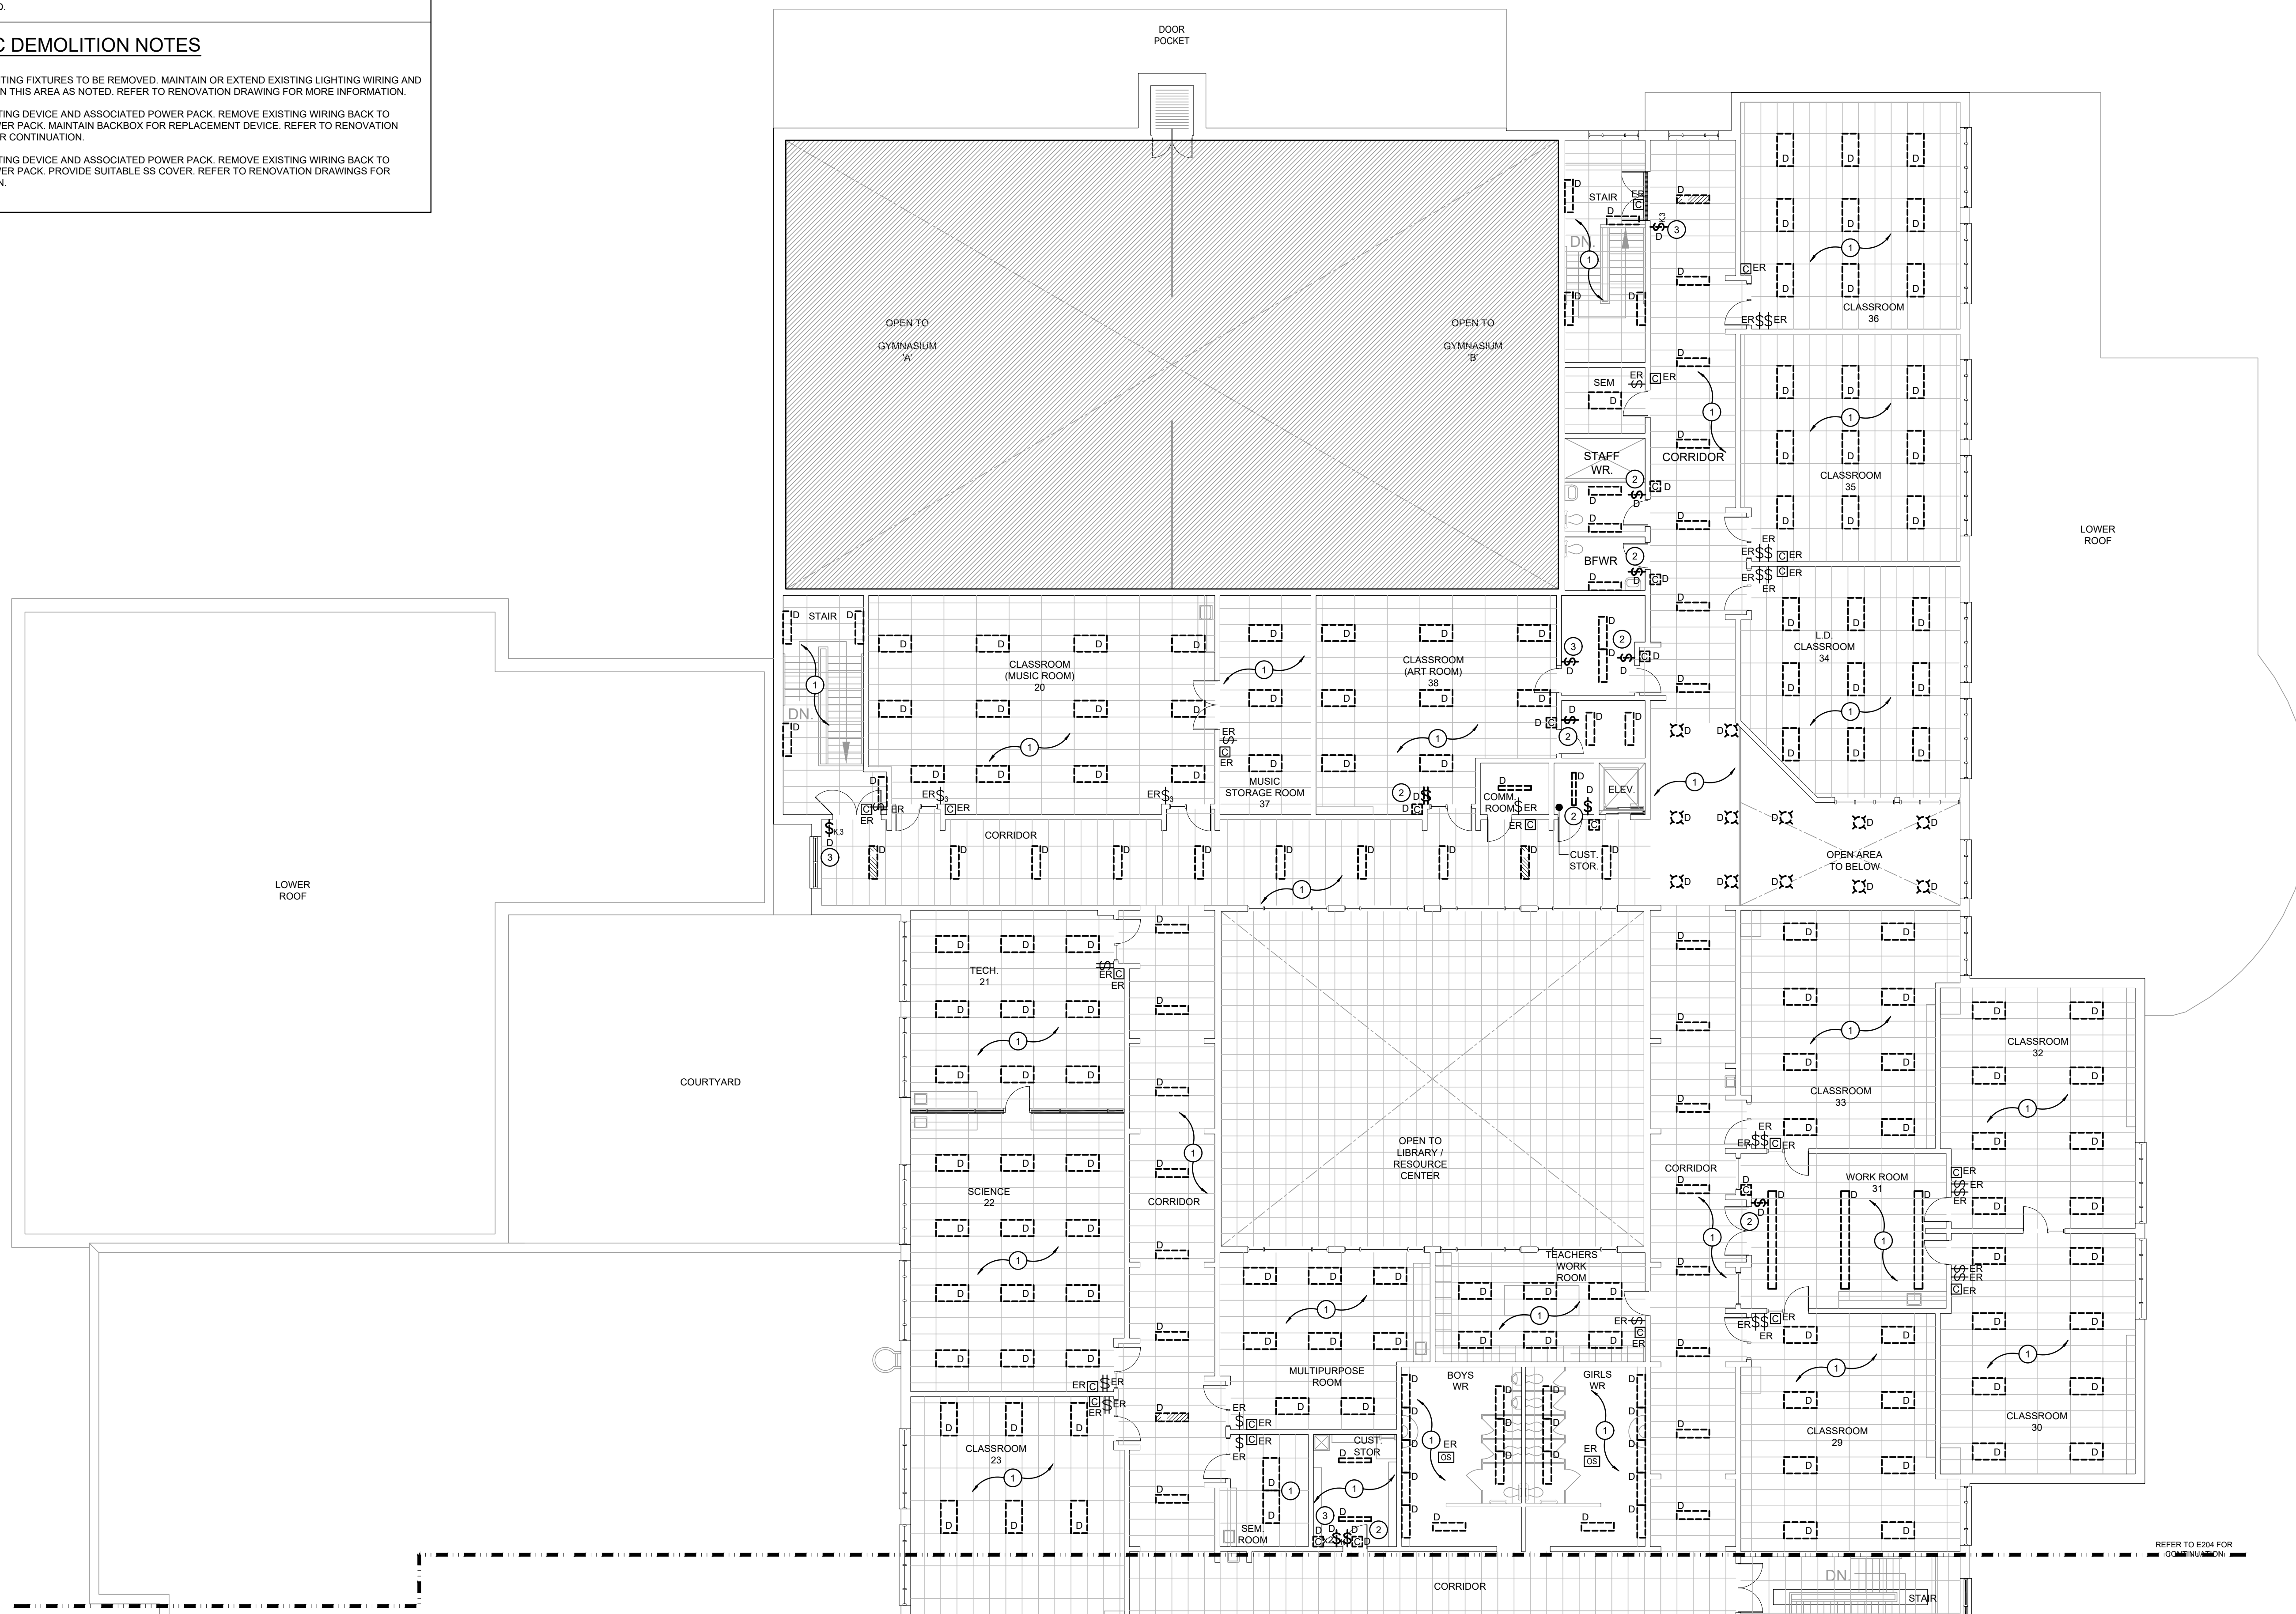 D.
C DEMOLITION NOTES
TING FIXTURES TO BE REMOVED. MAINTAIN OR EXTEND EXISTING LIGHTING WIRING AND
N THIS AREA AS NOTED. REFER TO RENOVATION DRAWING FOR MORE INFORMATION.
TING DEVICE AND ASSOCIATED POWER PACK. REMOVE EXISTING WIRING BACK TO
ER PACK. MAINTAIN BACKBOX FOR REPLACEMENT DEVICE. REFER TO RENOVATION
R CONTINUATION.
TING DEVICE AND ASSOCIATED POWER PACK. REMOVE EXISTING WIRING BACK TO
ER PACK. PROVIDE SUITABLE SS COVER. REFER TO RENOVATION DRAWINGS FOR
N.
DOOR
POCKET
OPEN TO
GYMNASIUM
'A'
OPEN TO
GYMNASIUM
'B'
STAIR
DN.
SEM
STAFF
WR.
BFWR
CORRIDOR
CLASSROOM
36
CLASSROOM
35
L.D.
CLASSROOM
34
LOWER
ROOF
STAIR
DN.
CLASSROOM
(MUSIC ROOM)
20
MUSIC
STORAGE ROOM
37
CLASSROOM
(ART ROOM)
38
COMM.
ROOM
ELEV.
CUST.
STOR.
CORRIDOR
OPEN AREA
TO BELOW
LOWER
ROOF
COURTYARD
TECH.
21
SCIENCE
22
CLASSROOM
23
CORRIDOR
OPEN TO
LIBRARY /
RESOURCE
CENTER
CORRIDOR
CLASSROOM
33
CLASSROOM
32
WORK ROOM
31
TEACHERS
WORK
ROOM
MULTIPURPOSE
ROOM
BOYS
WR
GIRLS
WR
CLASSROOM
29
CLASSROOM
30
CUST.
STOR
SEM.
ROOM
ER
OS
ER
OS
REFER TO E204 FOR
CONTINUATION
CORRIDOR
DN.
STAIR